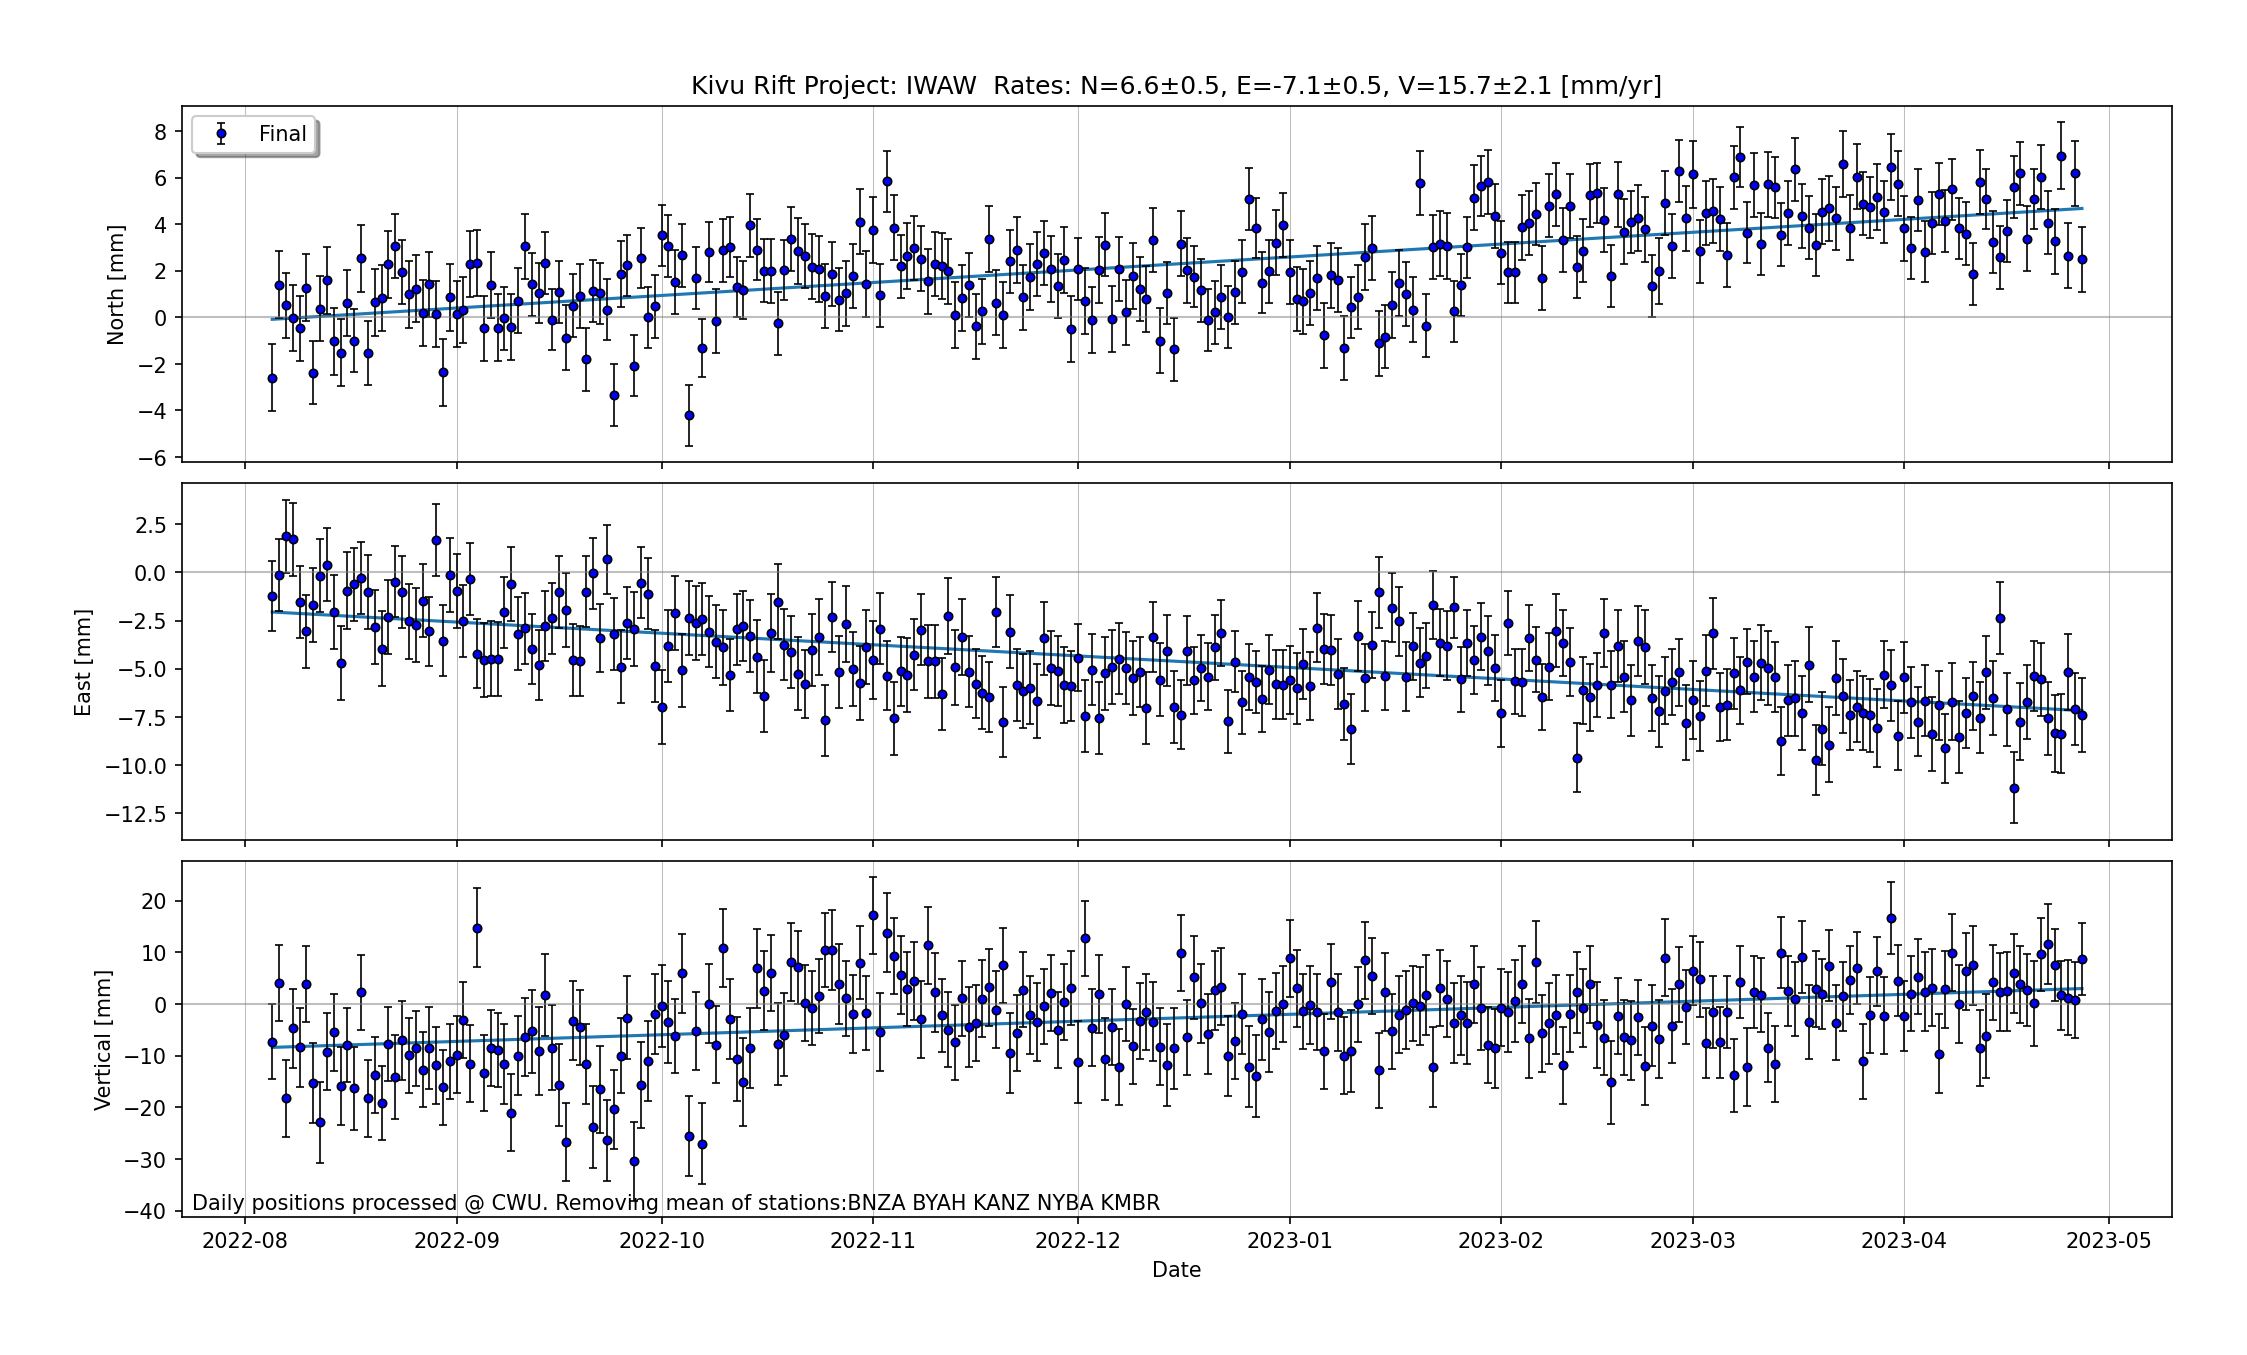 Kivu Rift Project: IWAW  Rates: N=6.6±0.5, E=-7.1±0.5, V=15.7±2.1 [mm/yr]
Final
North [mm]
8
6
4
2
0
−2
−4
−6
East [mm]
2.5
0.0
−2.5
−5.0
−7.5
−10.0
−12.5
Vertical [mm]
20
10
0
−10
−20
−30
−40
Daily positions processed @ CWU. Removing mean of stations:BNZA BYAH KANZ NYBA KMBR
2022-08 2022-09 2022-10 2022-11 2022-12 2023-01 2023-02 2023-03 2023-04 2023-05
Date